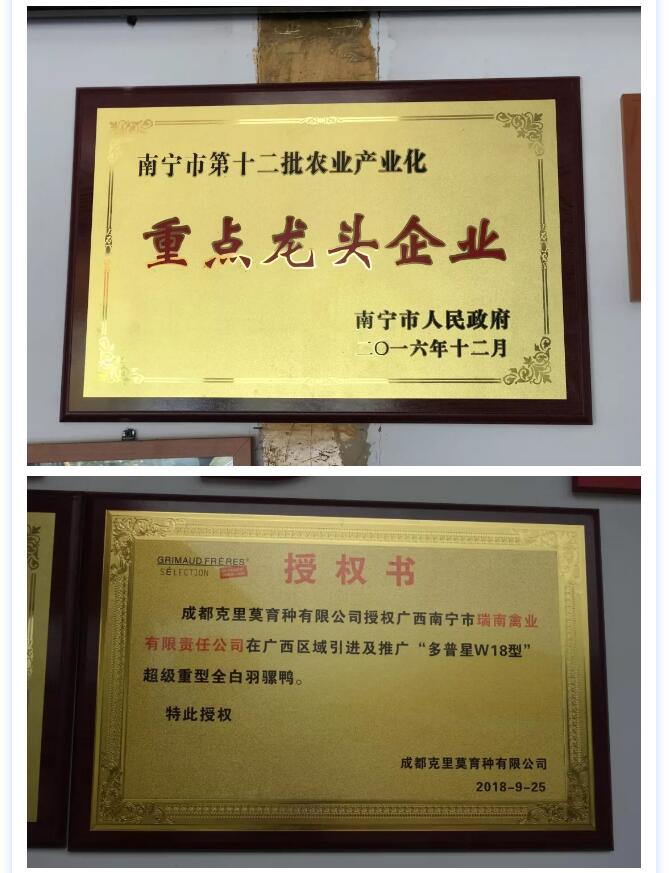 南宁市第十二批农业产业化
重点龙头企业
南宁市人民政府
二〇一六年十二月
GRIMAUD FRÈRES®
SÉLECTION
授权书
成都克里莫育种有限公司授权广西南宁市瑞南禽业
有限责任公司在广西区域引进及推广“多普星W18型”
超级重型全白羽骡鸭。
特此授权
成都克里莫育种有限公司
2018-9-25